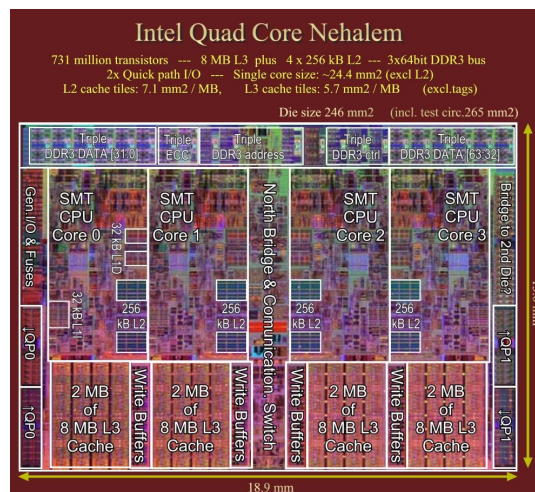 Intel Quad Core Nehalem
731 million transistors --- 8 MB L3 plus 4 x 256 kB L2 --- 3x64bit DDR3 bus
2x Quick path I/O --- Single core size: ~24.4 mm2 (excl L2)
L2 cache tiles: 7.1 mm2 / MB, L3 cache tiles: 5.7 mm2 / MB (excl.tags)
Die size 246 mm2 (incl. test circ.265 mm2)
Triple
DDR3 DATA [31:0]
Triple
ECC
Triple
DDR3 address
Triple
DDR3 ctrl
Triple
DDR3 DATA [63:32]
Gen.I/O & Fuses
SMT
CPU
Core 0
SMT
CPU
Core 1
North Bridge & Comunication Switch
SMT
CPU
Core 2
SMT
CPU
Core 3
Bridge to 2nd Die?
32 kB L1D
32 kB L1I
256
kB L2
256
kB L2
256
kB L2
256
kB L2
↓QP0
↑QP0
↑QP1
↓QP1
2 MB
of
8 MB L3
Cache
Write Buffers
2 MB
of
8 MB L3
Cache
Write Buffers
Write Buffers
2 MB
of
8 MB L3
Cache
Write Buffers
2 MB
of
8 MB L3
Cache
18.9 mm